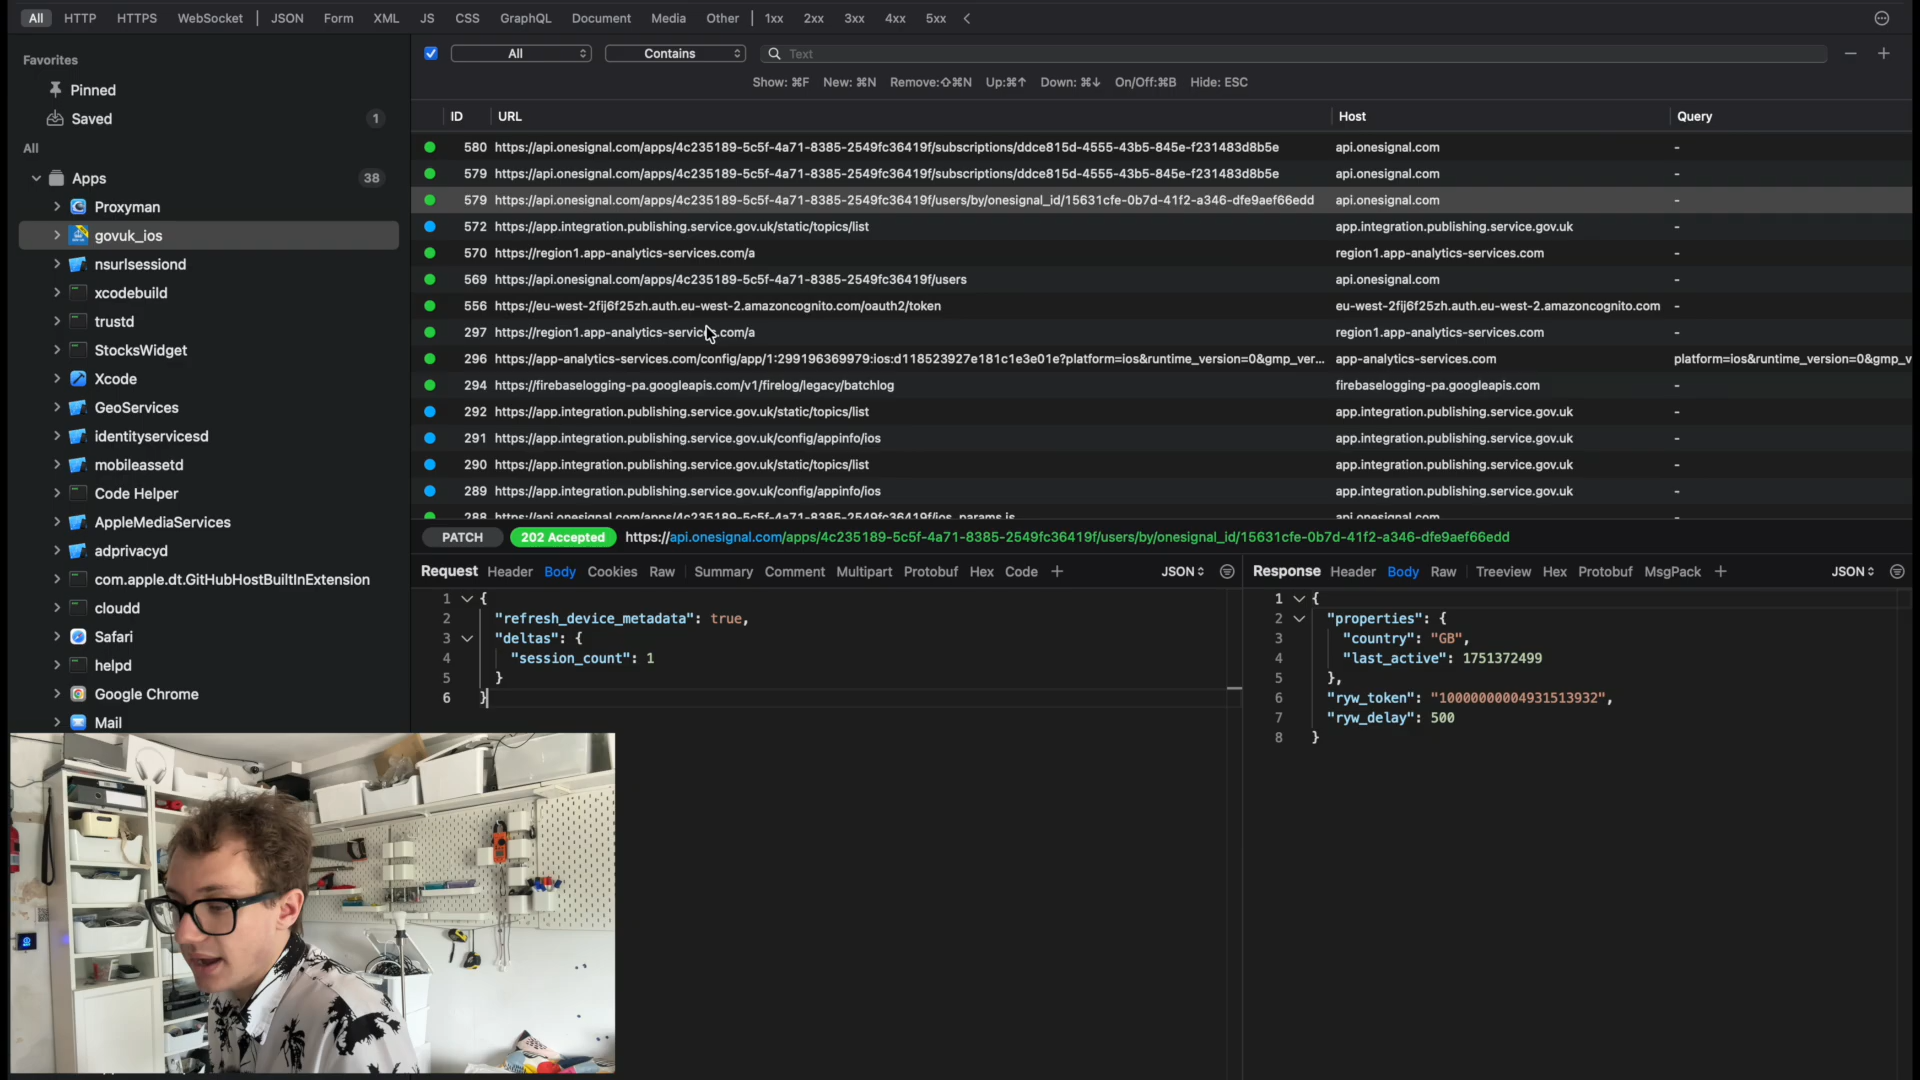 All HTTP HTTPS WebSocket JSON Form XML JS CSS GraphQL Document Media Other 1xx 2xx 3xx 4xx 5xx
All Contains Text
Show: ⌘F New: ⌘N Remove:⇧⌘N Up:⌘↑ Down: ⌘↓ On/Off:⌘B Hide: ESC
Favorites
Pinned
Saved 1
All
Apps 38
Proxyman
govuk_ios
nsurlsessiond
xcodebuild
trustd
StocksWidget
Xcode
GeoServices
identityservicesd
mobileassetd
Code Helper
AppleMediaServices
adprivacyd
com.apple.dt.GitHubHostBuiltInExtension
cloudd
Safari
helpd
Google Chrome
Mail
ID URL Host Query
580 https://api.onesignal.com/apps/4c235189-5c5f-4a71-8385-2549fc36419f/subscriptions/ddce815d-4555-43b5-845e-f231483d8b5e api.onesignal.com -
579 https://api.onesignal.com/apps/4c235189-5c5f-4a71-8385-2549fc36419f/subscriptions/ddce815d-4555-43b5-845e-f231483d8b5e api.onesignal.com -
579 https://api.onesignal.com/apps/4c235189-5c5f-4a71-8385-2549fc36419f/users/by/onesignal_id/15631cfe-0b7d-41f2-a346-dfe9aef66edd api.onesignal.com -
572 https://app.integration.publishing.service.gov.uk/static/topics/list app.integration.publishing.service.gov.uk -
570 https://region1.app-analytics-services.com/a region1.app-analytics-services.com -
569 https://api.onesignal.com/apps/4c235189-5c5f-4a71-8385-2549fc36419f/users api.onesignal.com -
556 https://eu-west-2fij6f25zh.auth.eu-west-2.amazoncognito.com/oauth2/token eu-west-2fij6f25zh.auth.eu-west-2.amazoncognito.com -
297 https://region1.app-analytics-services.com/a region1.app-analytics-services.com -
296 https://app-analytics-services.com/config/app/1:299196369979:ios:d118523927e181c1e3e01e?platform=ios&runtime_version=0&gmp_ver... app-analytics-services.com platform=ios&runtime_version=0&gmp_v
294 https://firebaselogging-pa.googleapis.com/v1/firelog/legacy/batchlog firebaselogging-pa.googleapis.com -
292 https://app.integration.publishing.service.gov.uk/static/topics/list app.integration.publishing.service.gov.uk -
291 https://app.integration.publishing.service.gov.uk/config/appinfo/ios app.integration.publishing.service.gov.uk -
290 https://app.integration.publishing.service.gov.uk/static/topics/list app.integration.publishing.service.gov.uk -
289 https://app.integration.publishing.service.gov.uk/config/appinfo/ios app.integration.publishing.service.gov.uk -
288 https://api.onesignal.com/apps/4c235189-5c5f-4a71-8385-2549fc36419f/ios_params.js api.onesignal.com -
PATCH 202 Accepted https://api.onesignal.com/apps/4c235189-5c5f-4a71-8385-2549fc36419f/users/by/onesignal_id/15631cfe-0b7d-41f2-a346-dfe9aef66edd
Request Header Body Cookies Raw Summary Comment Multipart Protobuf Hex Code + JSON
1 {
2 "refresh_device_metadata": true,
3 "deltas": {
4 "session_count": 1
5 }
6 }
Response Header Body Raw Treeview Hex Protobuf MsgPack + JSON
1 {
2 "properties": {
3 "country": "GB",
4 "last_active": 1751372499
5 },
6 "ryw_token": "10000000004931513932",
7 "ryw_delay": 500
8 }